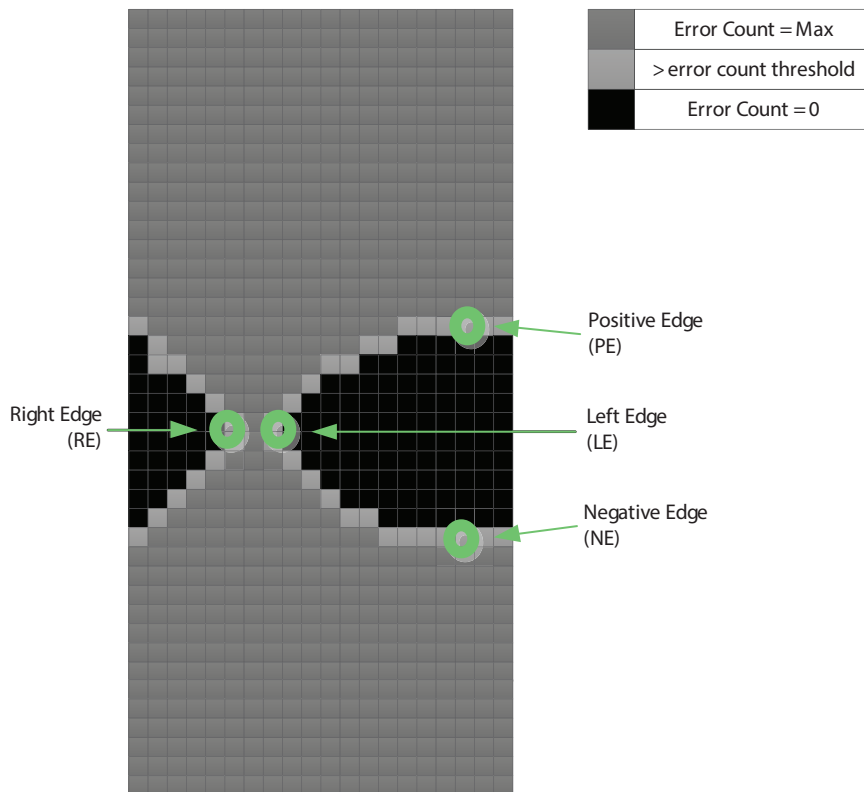 Error Count = Max
> error count threshold
Error Count = 0
Positive Edge
(PE)
Right Edge
(RE)
Left Edge
(LE)
Negative Edge
(NE)